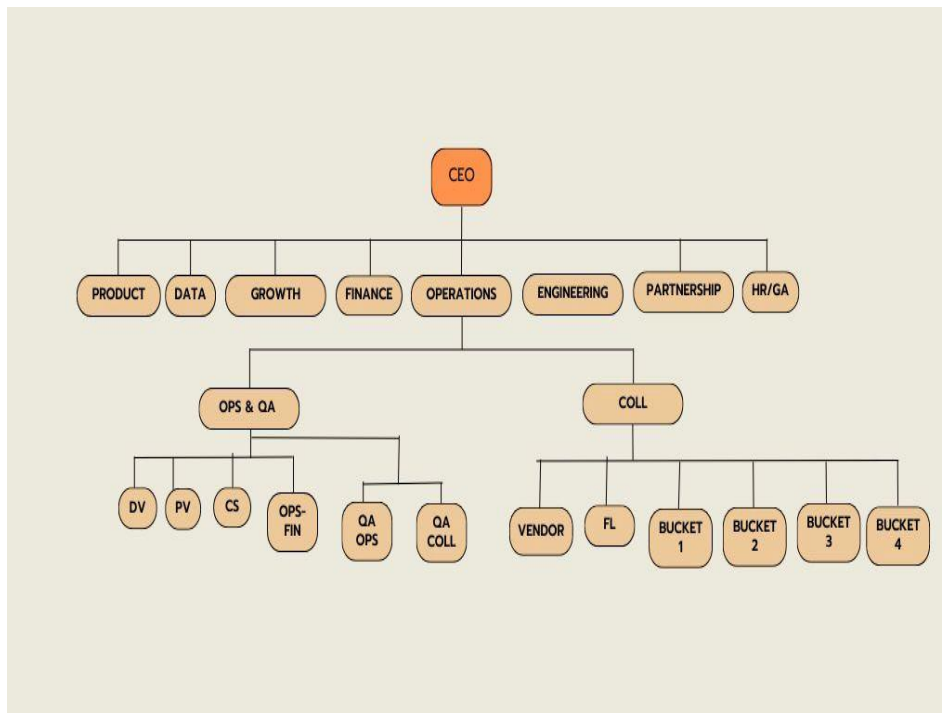 CEO
PRODUCT
DATA
GROWTH
FINANCE
OPERATIONS
ENGINEERING
PARTNERSHIP
HR/GA
OPS & QA
COLL
DV
PV
CS
OPS-
FIN
QA
OPS
QA
COLL
VENDOR
FL
BUCKET
1
BUCKET
2
BUCKET
3
BUCKET
4